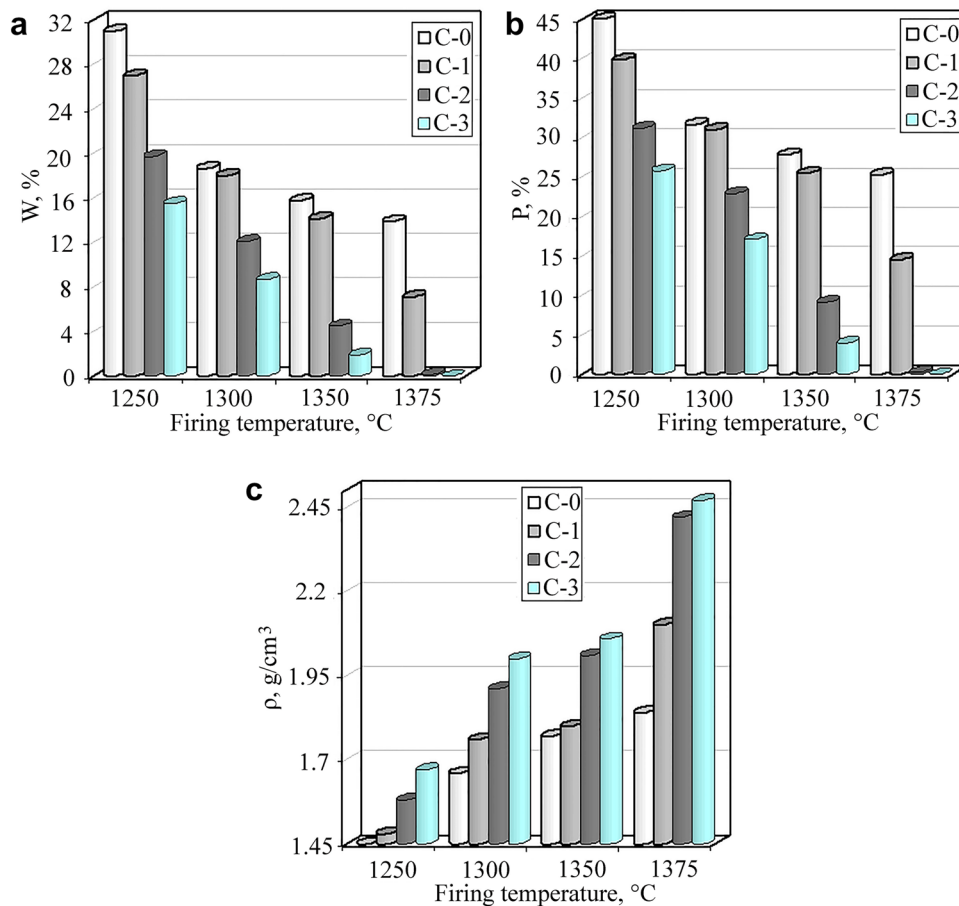 a
W, %
32
28
24
20
16
12
8
4
0
C-0
C-1
C-2
C-3
1250 1300 1350 1375
Firing temperature, °C
b
P, %
45
40
35
30
25
20
15
10
5
0
C-0
C-1
C-2
C-3
1250 1300 1350 1375
Firing temperature, °C
c
ρ, g/cm³
2.45
2.2
1.95
1.7
1.45
C-0
C-1
C-2
C-3
1250 1300 1350 1375
Firing temperature, °C